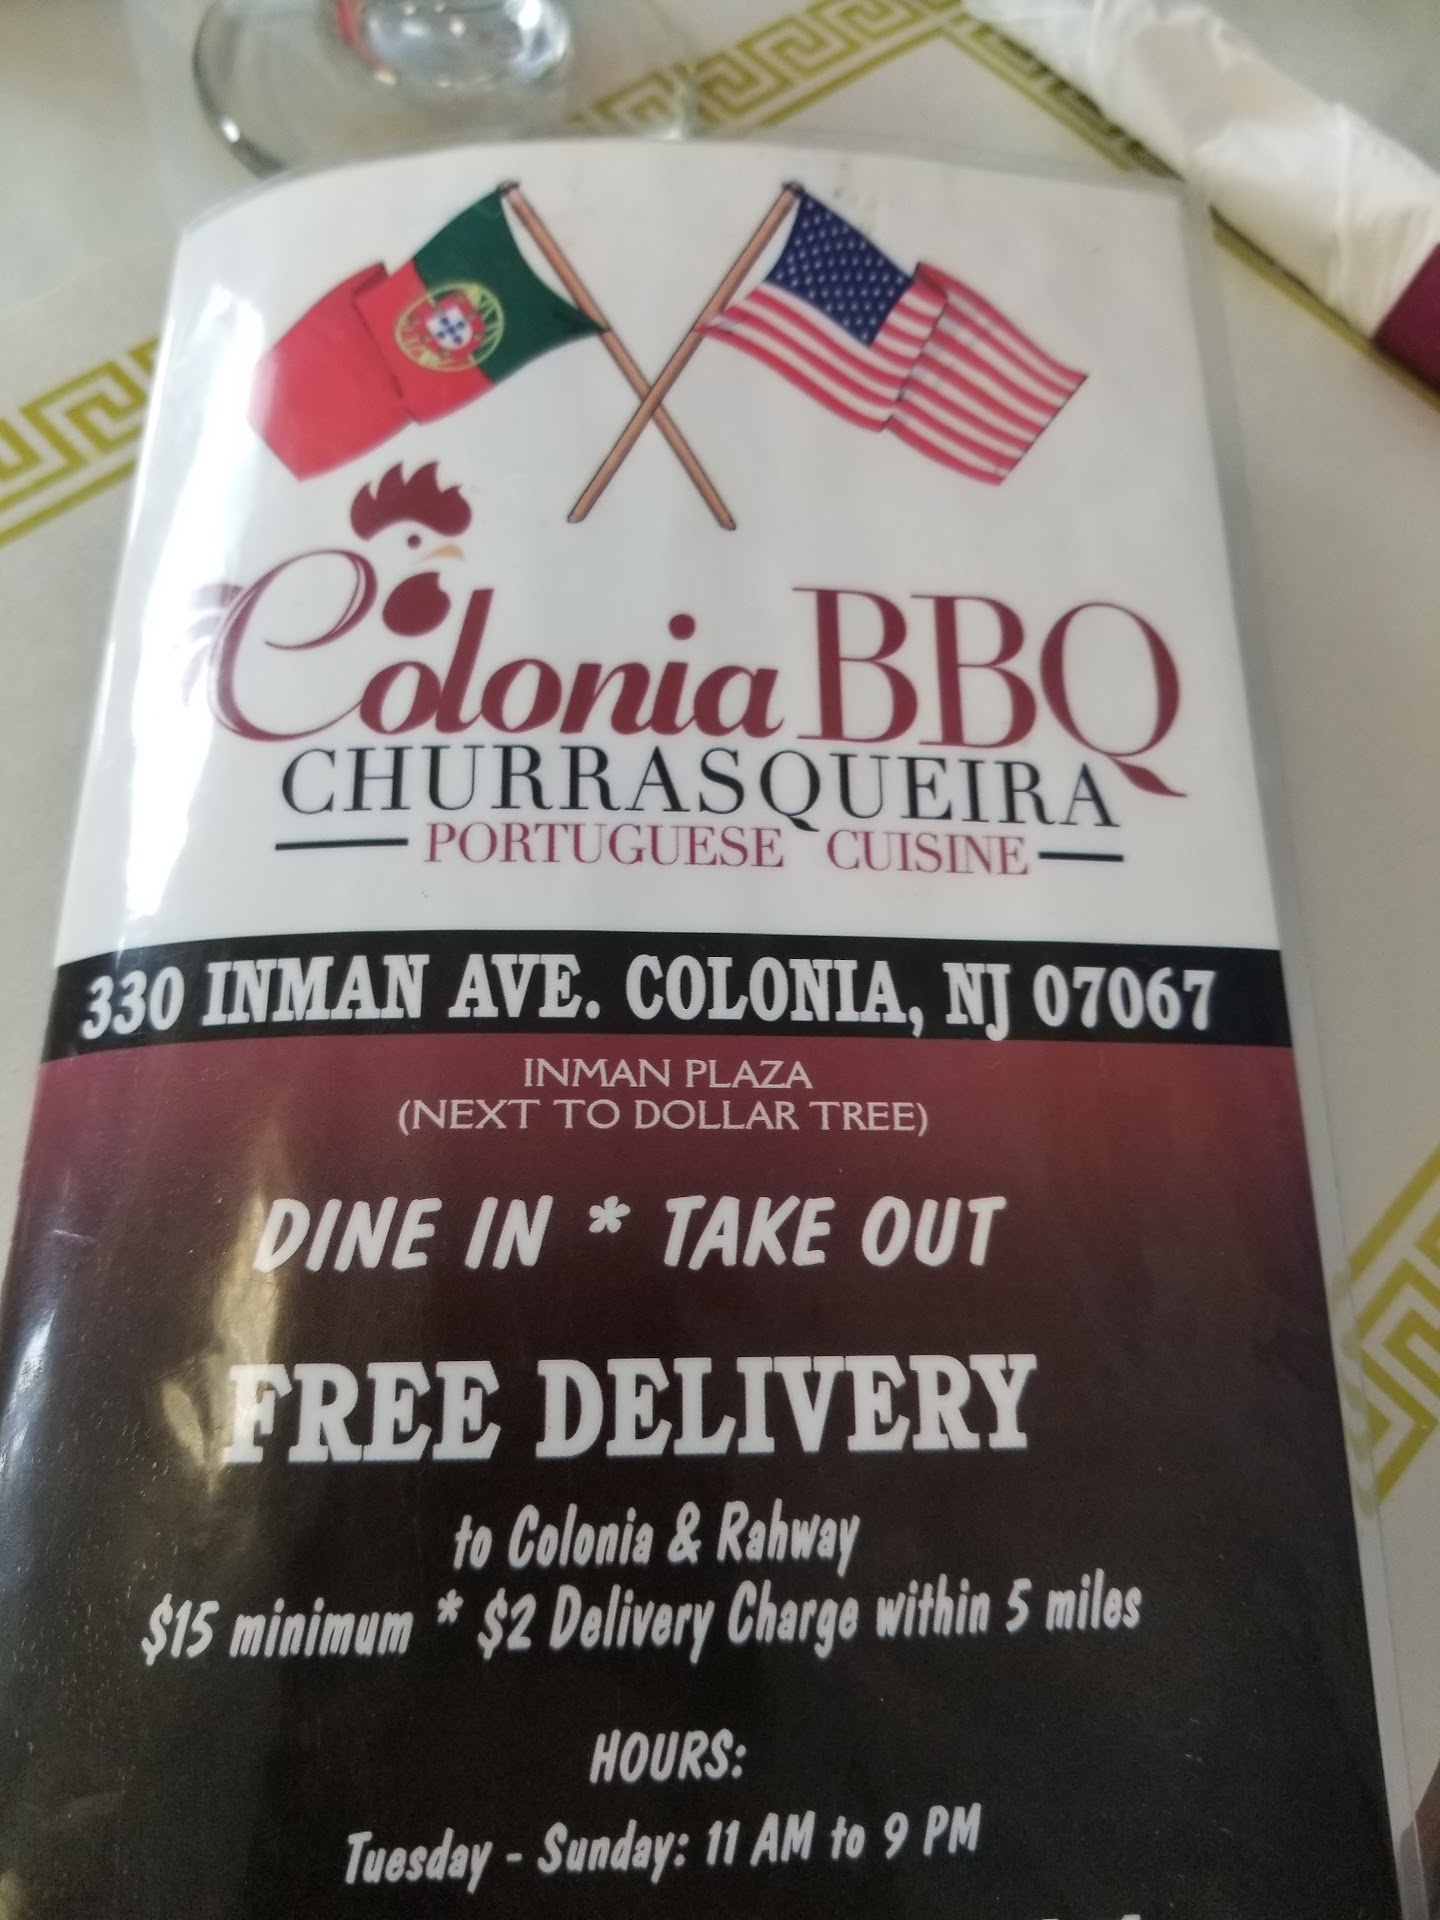 Colonia BBQ
CHURRASQUEIRA
PORTUGUESE CUISINE
330 INMAN AVE. COLONIA, NJ 07067
INMAN PLAZA
(NEXT TO DOLLAR TREE)
DINE IN * TAKE OUT
FREE DELIVERY
to Colonia & Rahway
$15 minimum * $2 Delivery Charge within 5 miles
HOURS:
Tuesday - Sunday: 11 AM to 9 PM